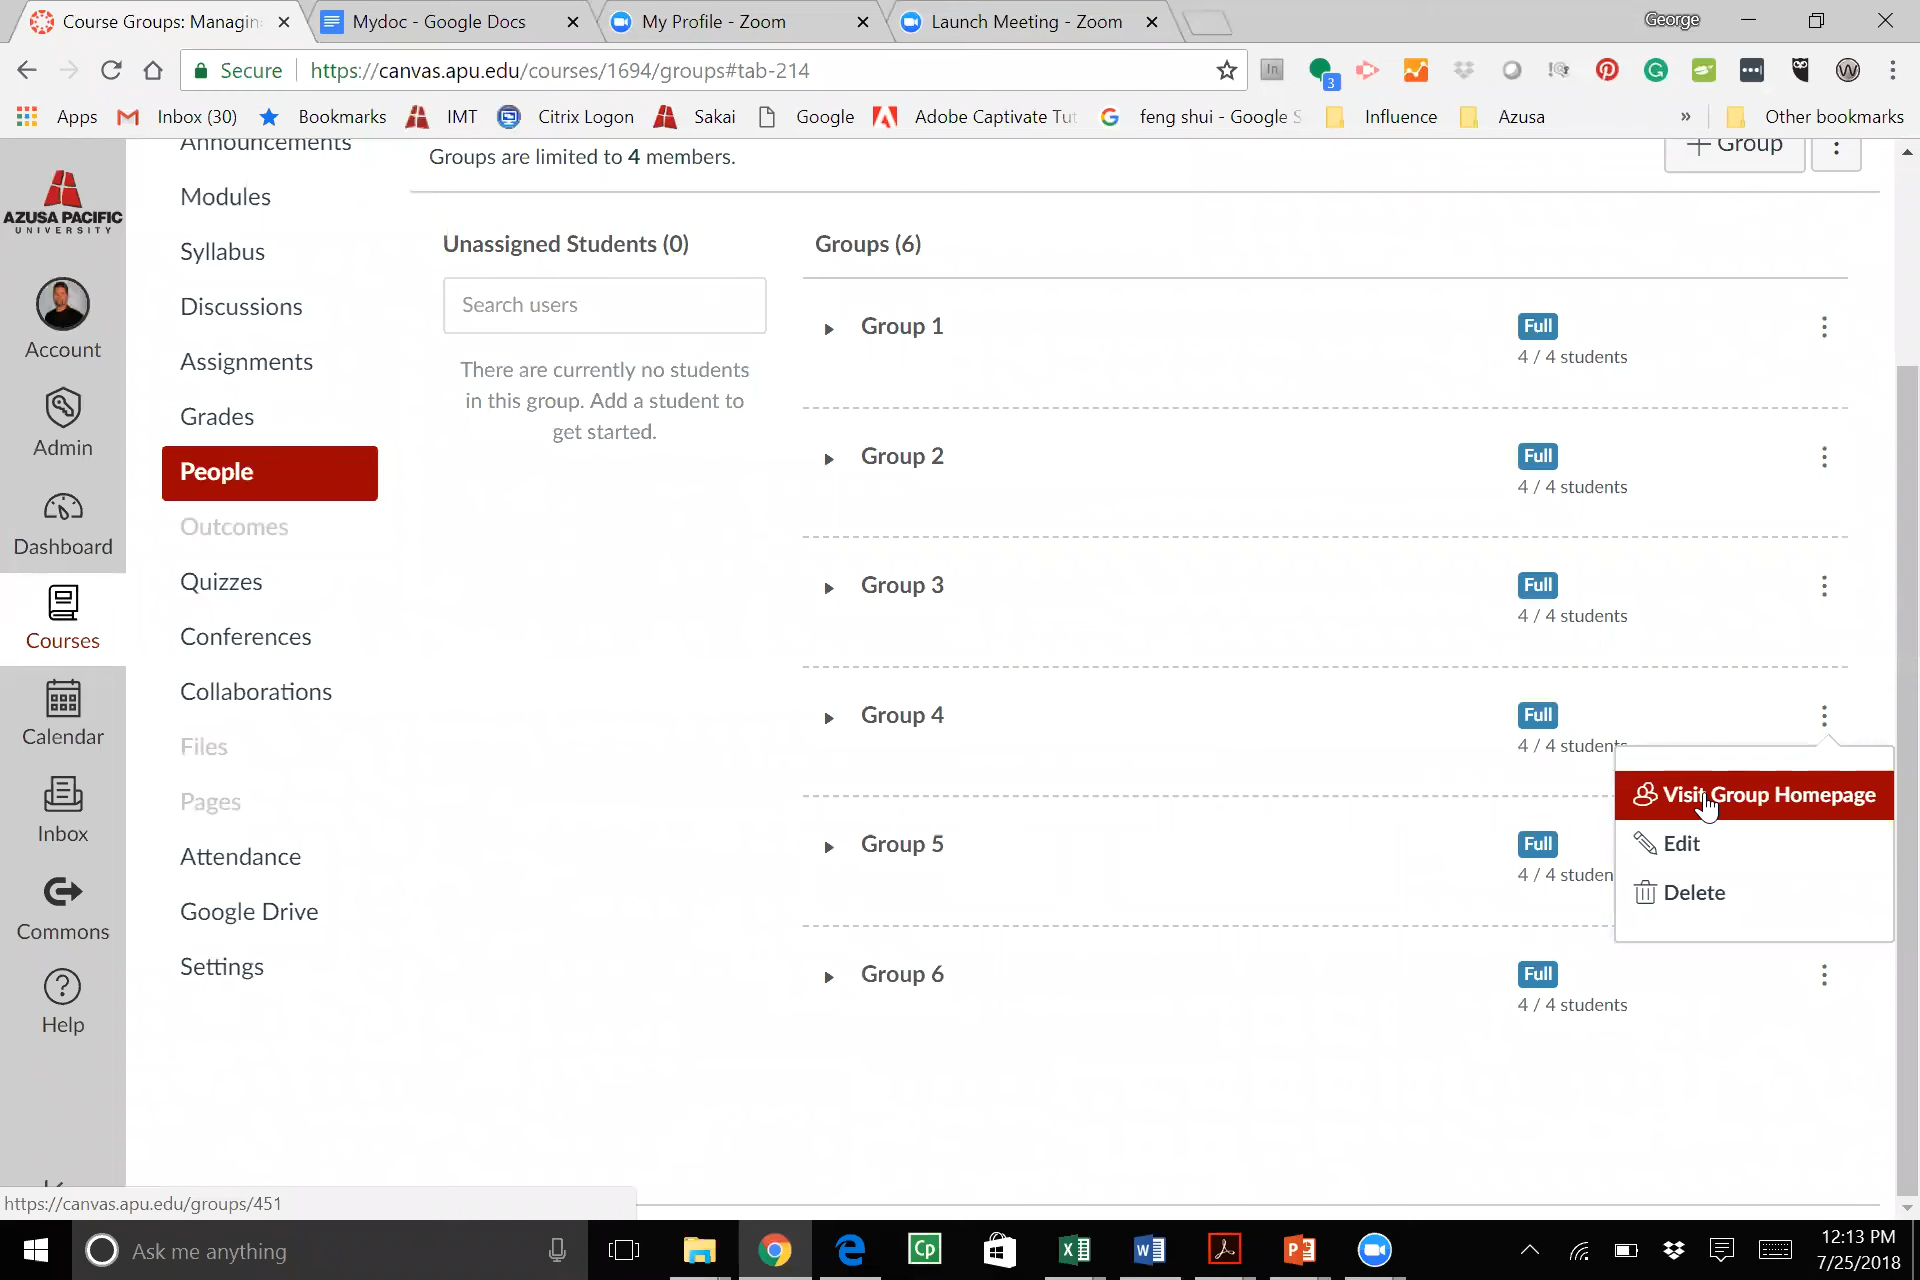 Course Groups: Managin
Mydoc - Google Docs
My Profile - Zoom
Launch Meeting - Zoom
George
Secure
https://canvas.apu.edu/courses/1694/groups#tab-214
In
3
Apps
Inbox (30)
Bookmarks
IMT
Citrix Logon
Sakai
Google
Adobe Captivate Tut
feng shui - Google S
Influence
Azusa
»
Other bookmarks
AZUSA PACIFIC
UNIVERSITY
Account
Admin
Dashboard
Courses
Calendar
Inbox
Commons
Help
Announcements
Modules
Syllabus
Discussions
Assignments
Grades
People
Outcomes
Quizzes
Conferences
Collaborations
Files
Pages
Attendance
Google Drive
Settings
Groups are limited to 4 members.
+ Group
Unassigned Students (0)
Search users
There are currently no students
in this group. Add a student to
get started.
Groups (6)
Group 1
Full
4 / 4 students
Group 2
Full
4 / 4 students
Group 3
Full
4 / 4 students
Group 4
Full
4 / 4 students
Visit Group Homepage
Edit
Delete
Group 5
Full
4 / 4 studen
Group 6
Full
4 / 4 students
https://canvas.apu.edu/groups/451
Ask me anything
Cp
12:13 PM
7/25/2018